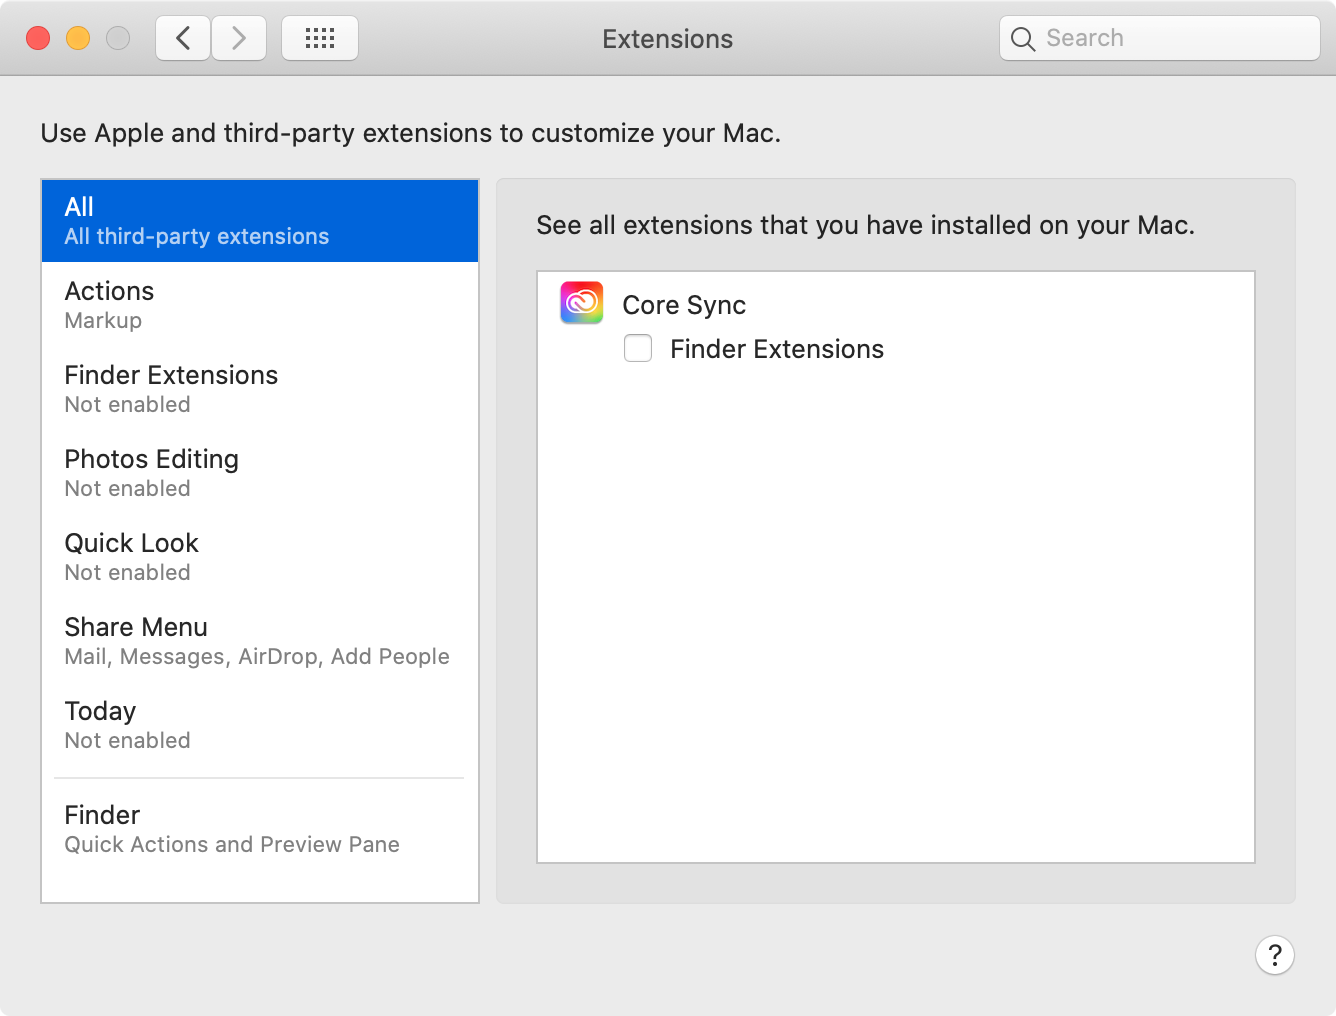 Extensions
Search
Use Apple and third-party extensions to customize your Mac.
All
All third-party extensions
Actions
Markup
Finder Extensions
Not enabled
Photos Editing
Not enabled
Quick Look
Not enabled
Share Menu
Mail, Messages, AirDrop, Add People
Today
Not enabled
Finder
Quick Actions and Preview Pane
See all extensions that you have installed on your Mac.
Core Sync
Finder Extensions
?